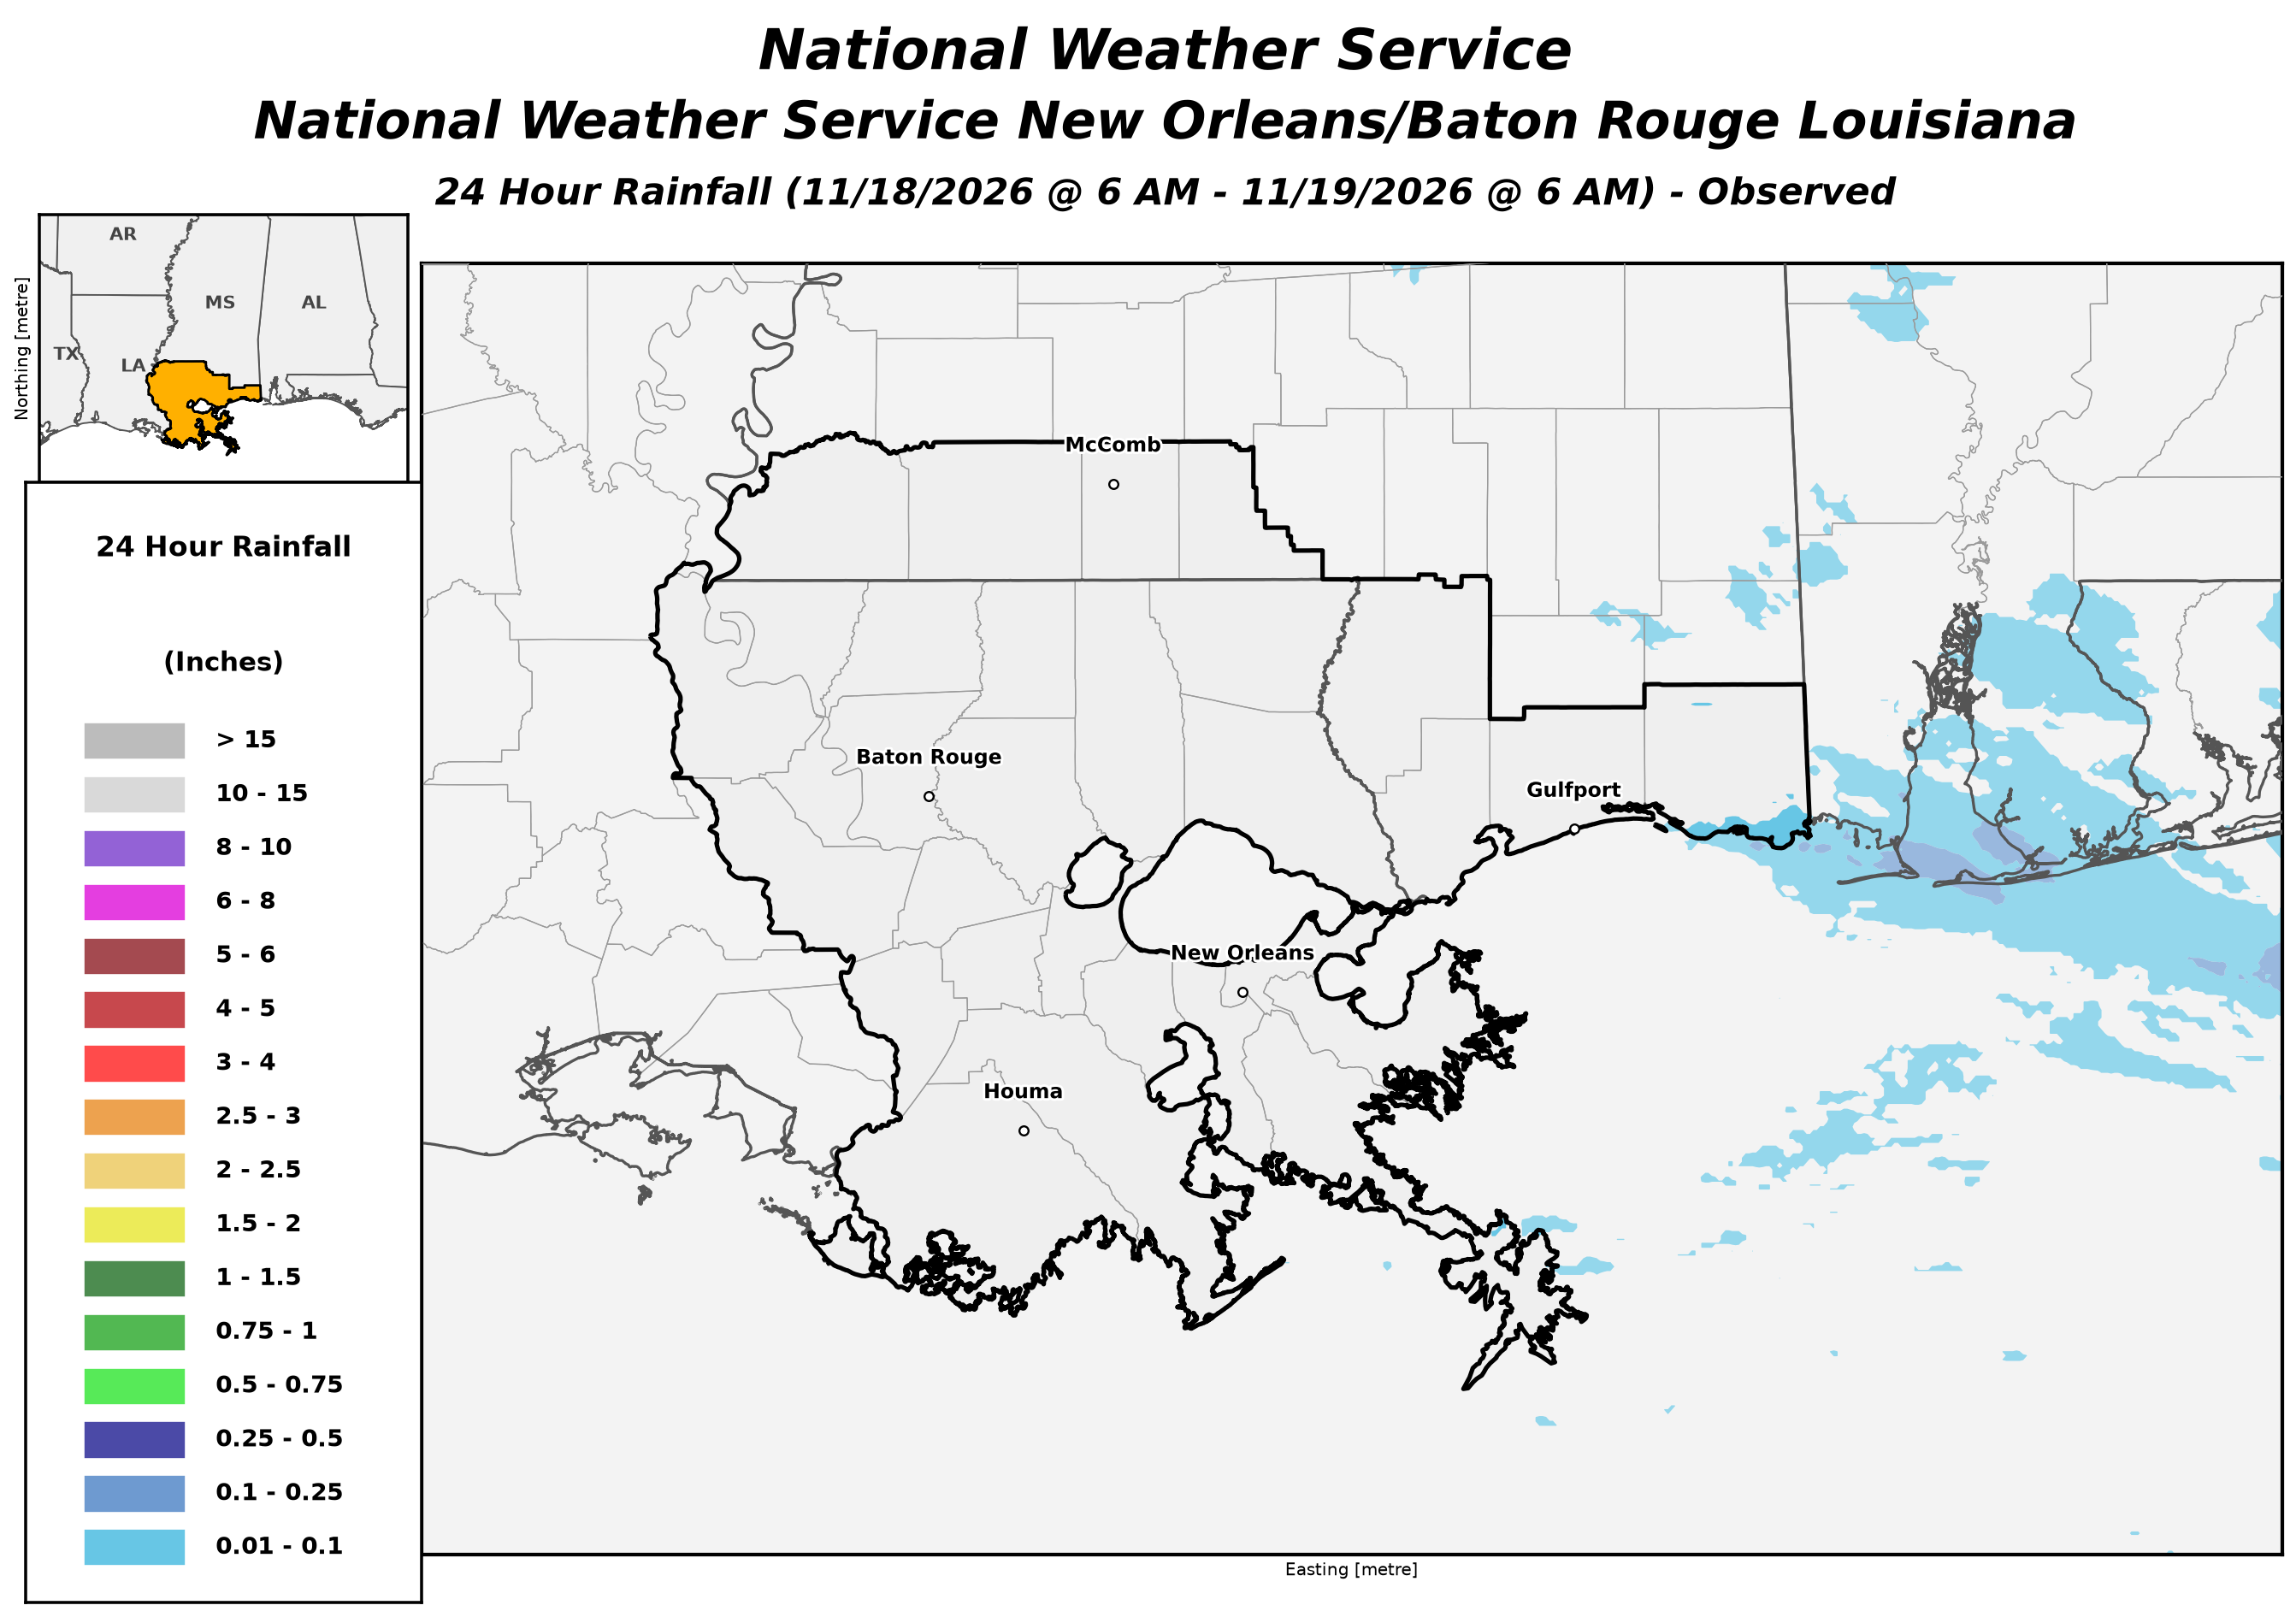 National Weather Service
National Weather Service New Orleans/Baton Rouge Louisiana
24 Hour Rainfall (11/18/2026 @ 6 AM - 11/19/2026 @ 6 AM) - Observed
AR
MS
AL
TX
LA
Northing [metre]
24 Hour Rainfall
(Inches)
> 15
10 - 15
8 - 10
6 - 8
5 - 6
4 - 5
3 - 4
2.5 - 3
2 - 2.5
1.5 - 2
1 - 1.5
0.75 - 1
0.5 - 0.75
0.25 - 0.5
0.1 - 0.25
0.01 - 0.1
McComb
Baton Rouge
Gulfport
New Orleans
Houma
Easting [metre]